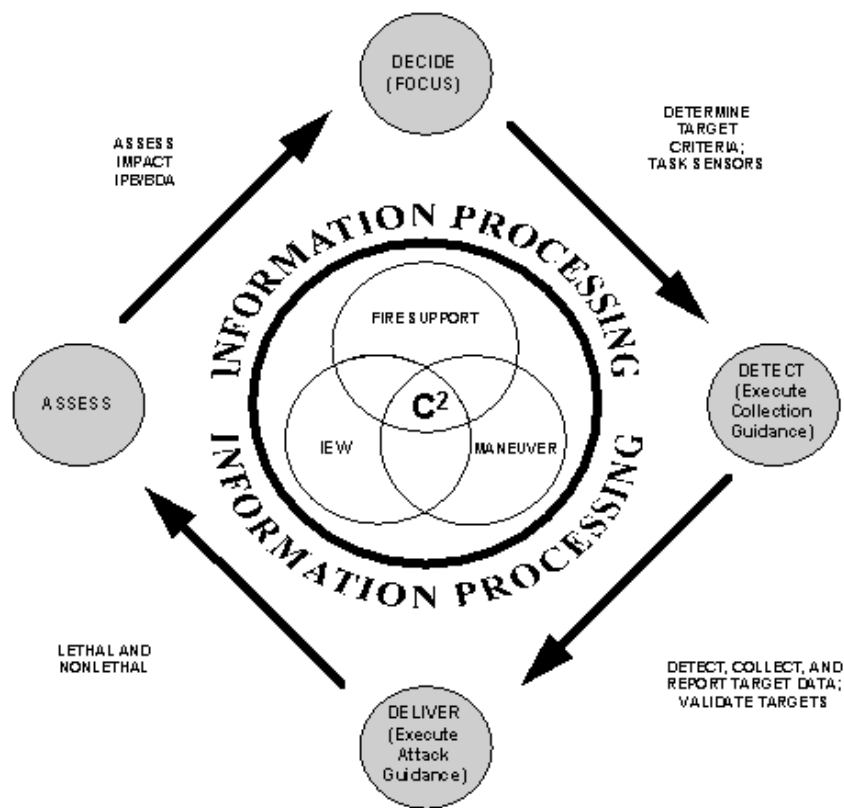 DECIDE
(FOCUS)
ASSESS
IMPACT
IPB/BDA
DETERMINE
TARGET
CRITERIA;
TASK SENSORS
INFORMATION PROCESSING
FIRE SUPPORT
C²
IEW
MANEUVER
INFORMATION PROCESSING
ASSESS
DETECT
(Execute
Collection
Guidance)
LETHAL AND
NONLETHAL
DETECT, COLLECT, AND
REPORT TARGET DATA;
VALIDATE TARGETS
DELIVER
(Execute
Attack
Guidance)